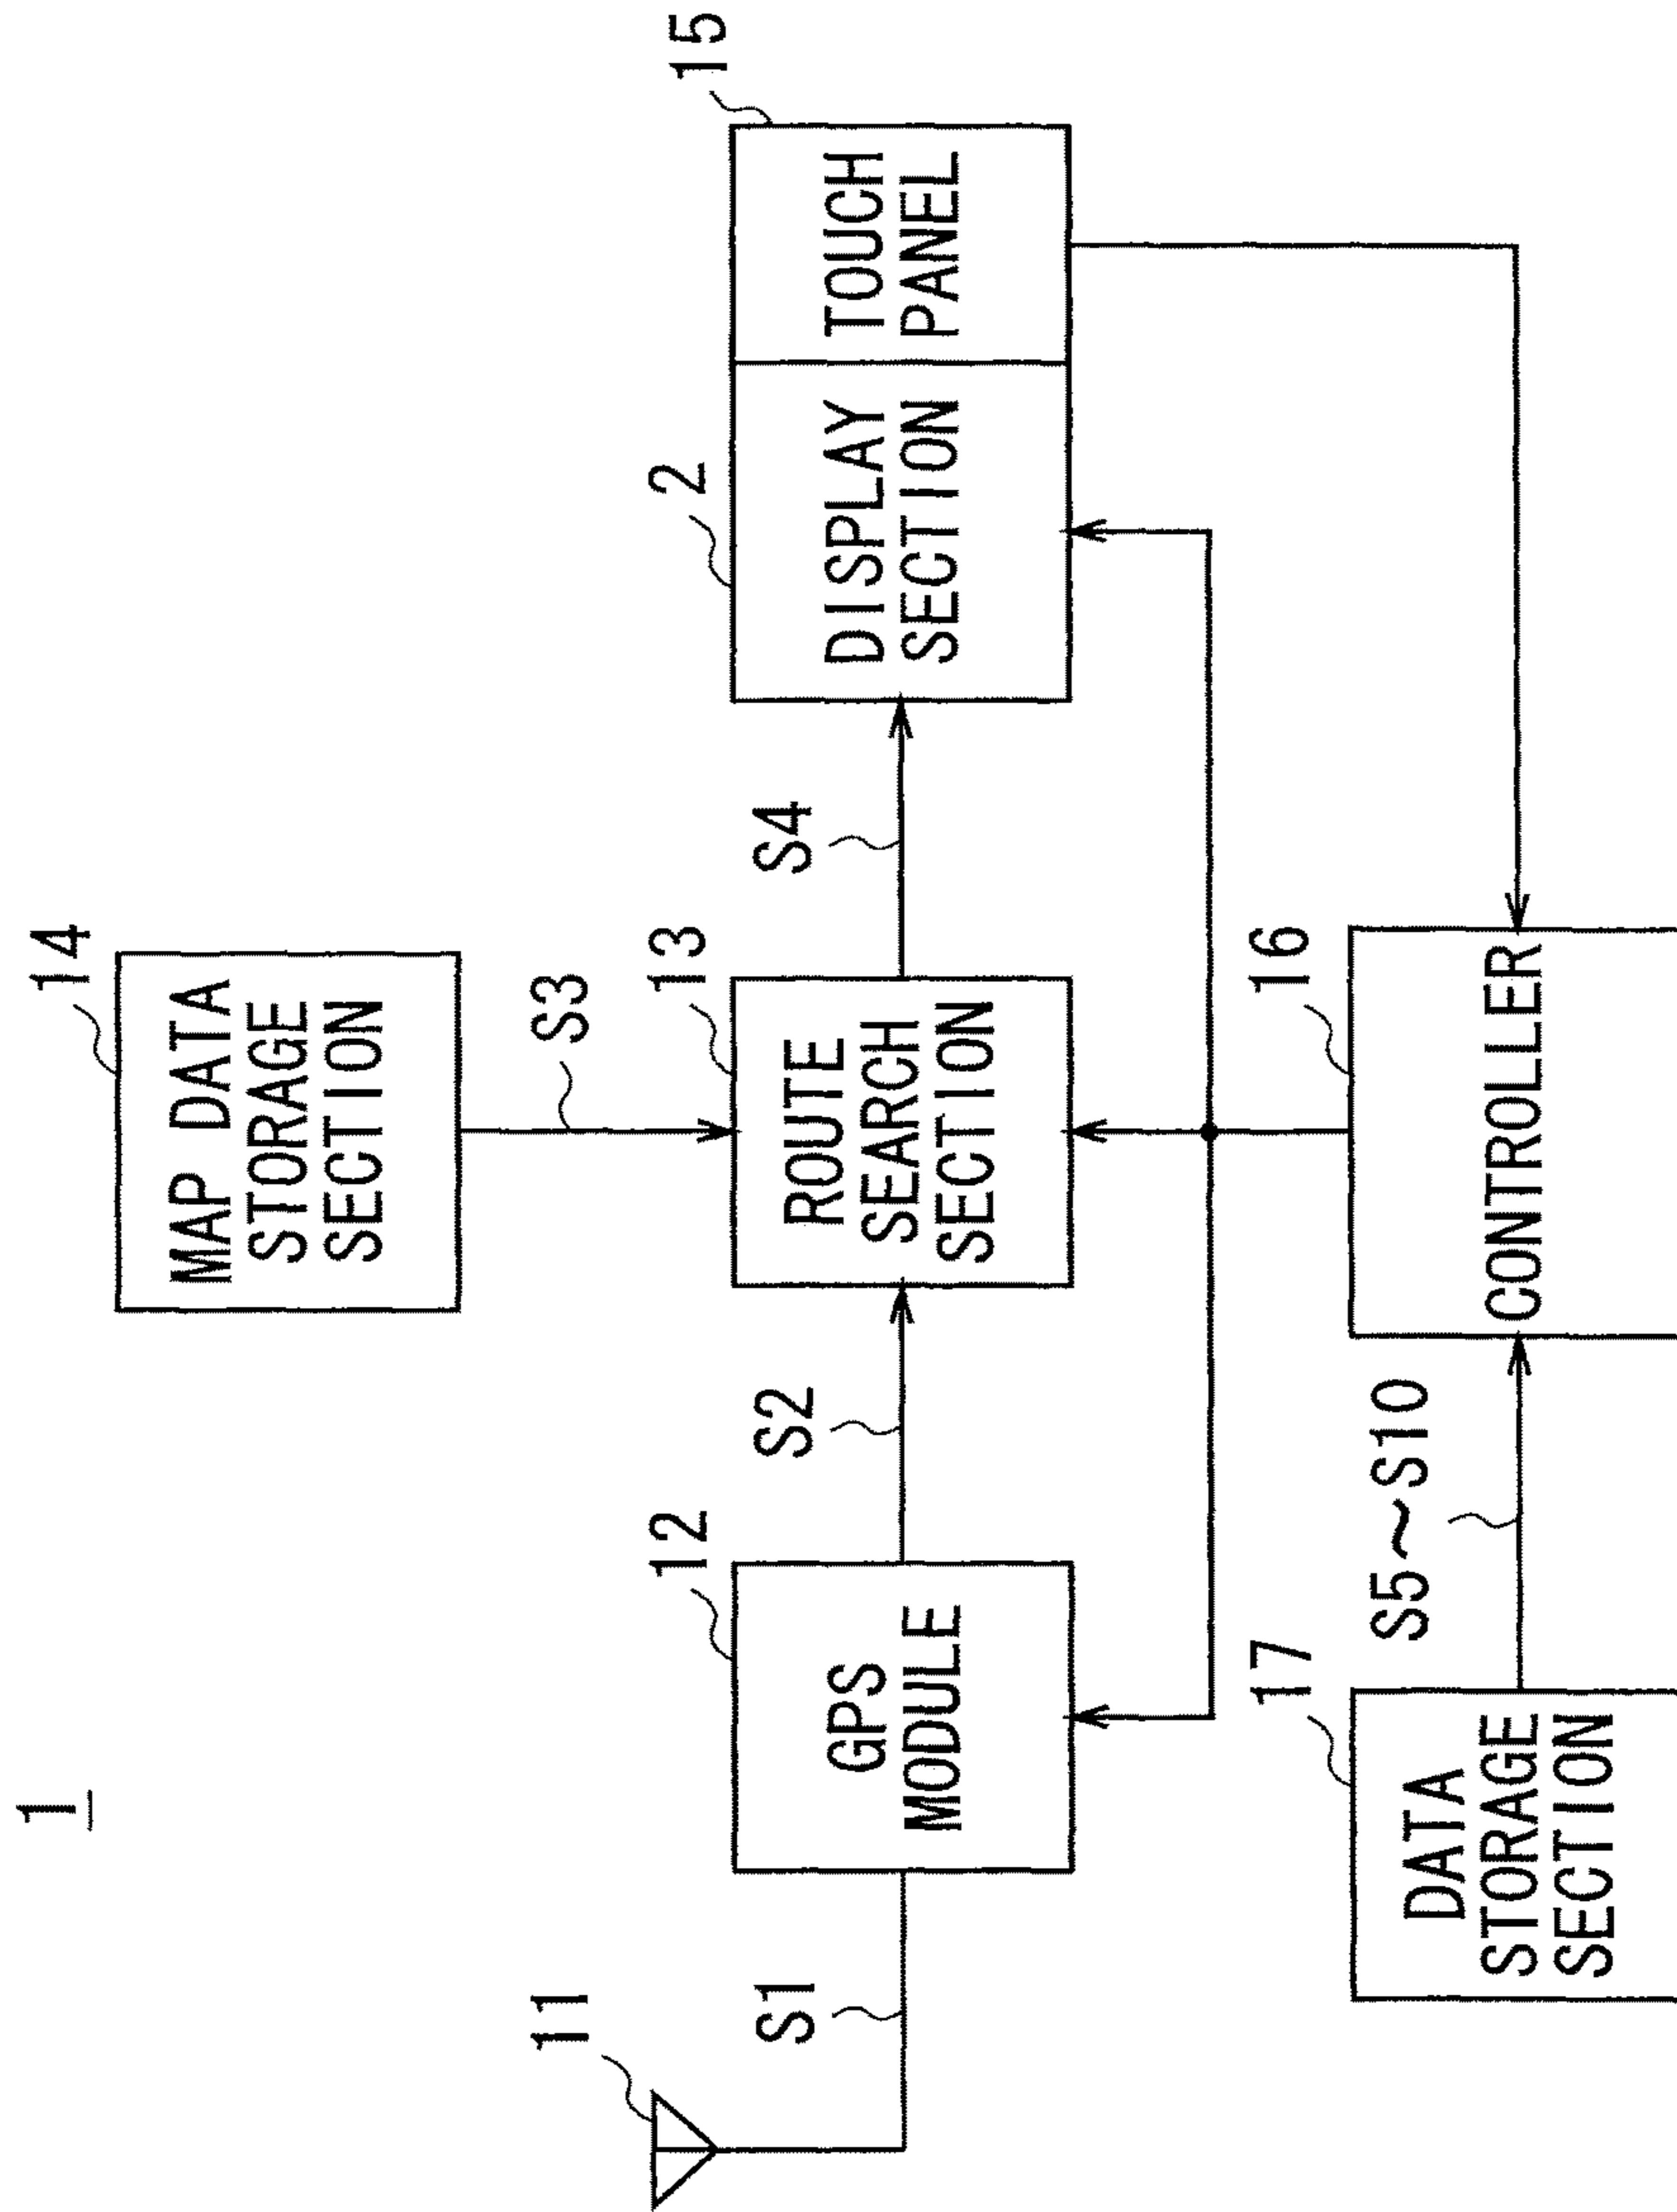 1
14
MAP DATA
STORAGE
SECTION
11
S3
12
13
2
15
GPS
MODULE
ROUTE
SEARCH
SECTION
DISPLAY
SECTION
TOUCH
PANEL
S1
S2
S4
17
16
DATA
STORAGE
SECTION
S5~S10
CONTROLLER